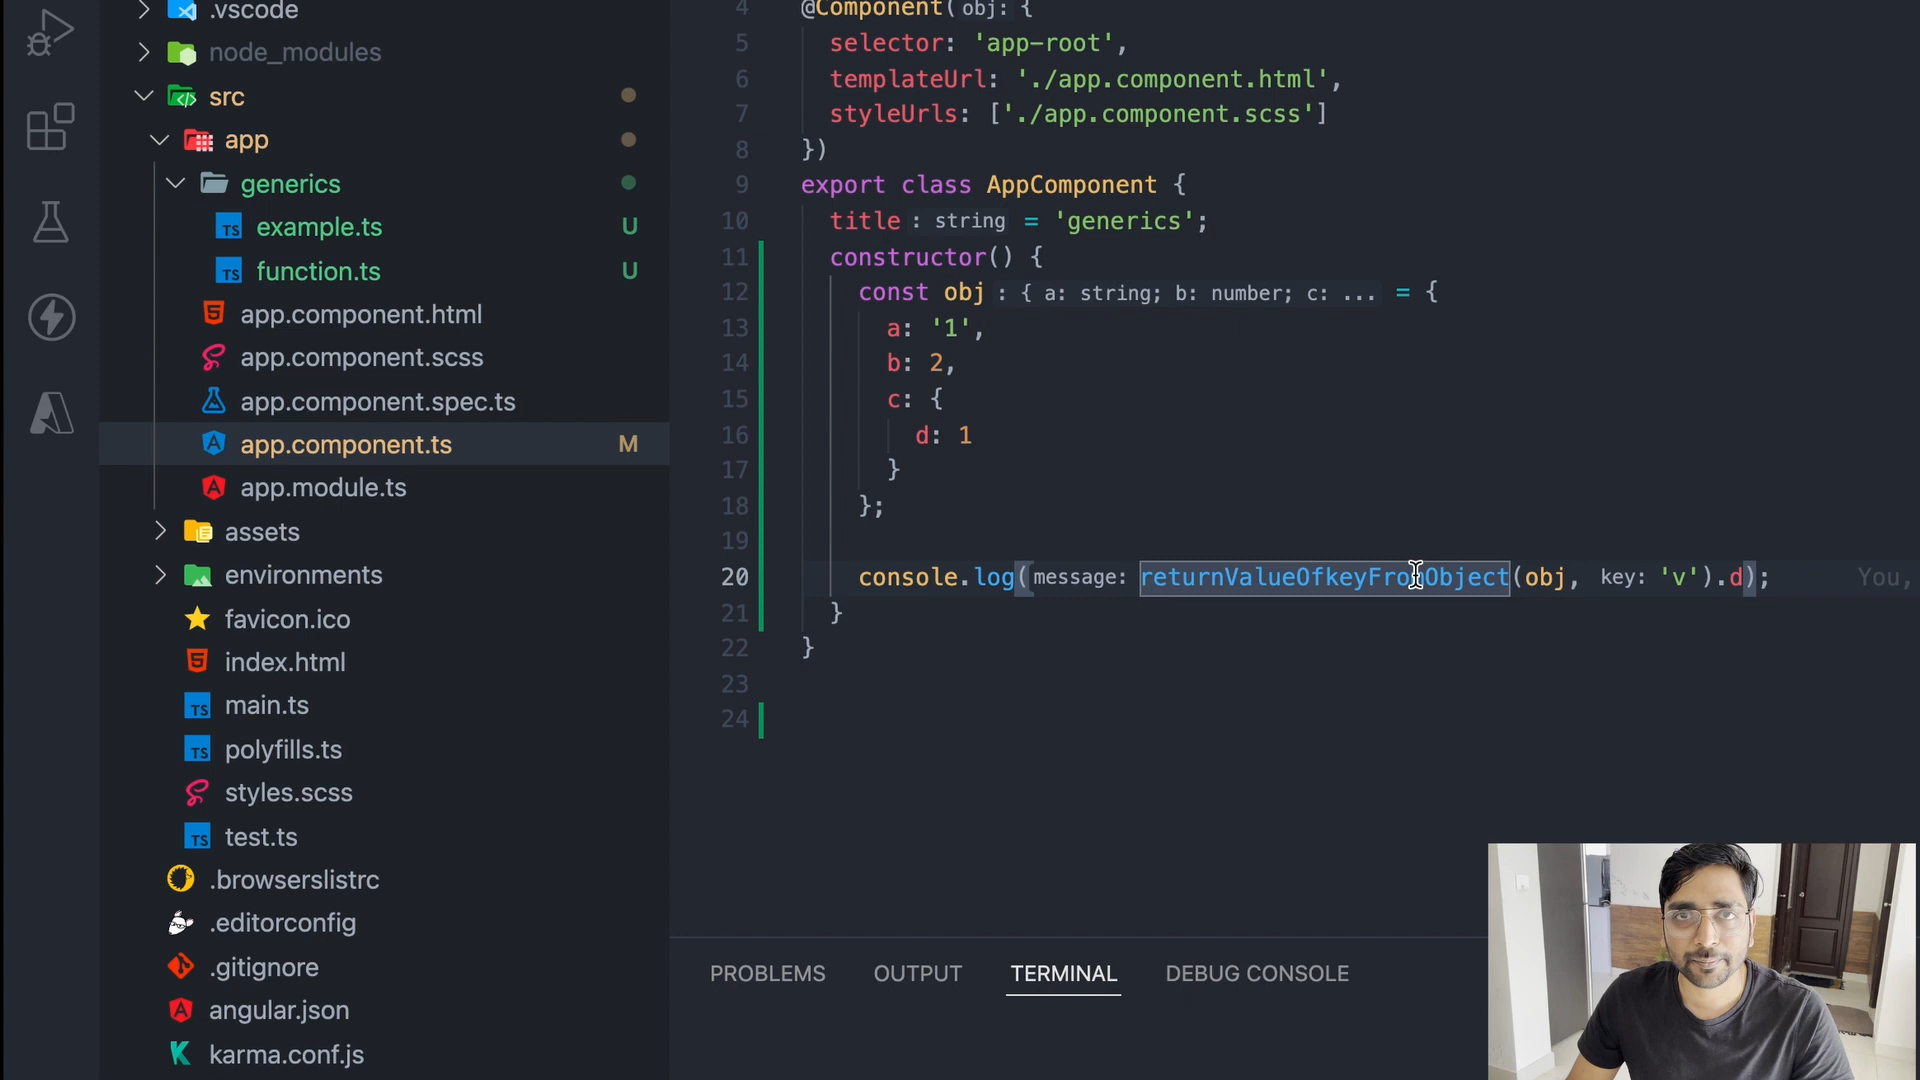 .vscode
node_modules
src
app
generics
example.ts U
function.ts U
app.component.html
app.component.scss
app.component.spec.ts
app.component.ts M
app.module.ts
assets
environments
favicon.ico
index.html
main.ts
polyfills.ts
styles.scss
test.ts
.browserslistrc
.editorconfig
.gitignore
angular.json
karma.conf.js
4 @Component(obj: {
5 selector: 'app-root',
6 templateUrl: './app.component.html',
7 styleUrls: ['./app.component.scss']
8 })
9 export class AppComponent {
10 title : string = 'generics';
11 constructor() {
12 const obj : { a: string; b: number; c: ... = {
13 a: '1',
14 b: 2,
15 c: {
16 d: 1
17 }
18 };
19
20 console.log(message: returnValueOfkeyFromObject(obj, key: 'v').d); You,
21 }
22 }
23
24
PROBLEMS OUTPUT TERMINAL DEBUG CONSOLE